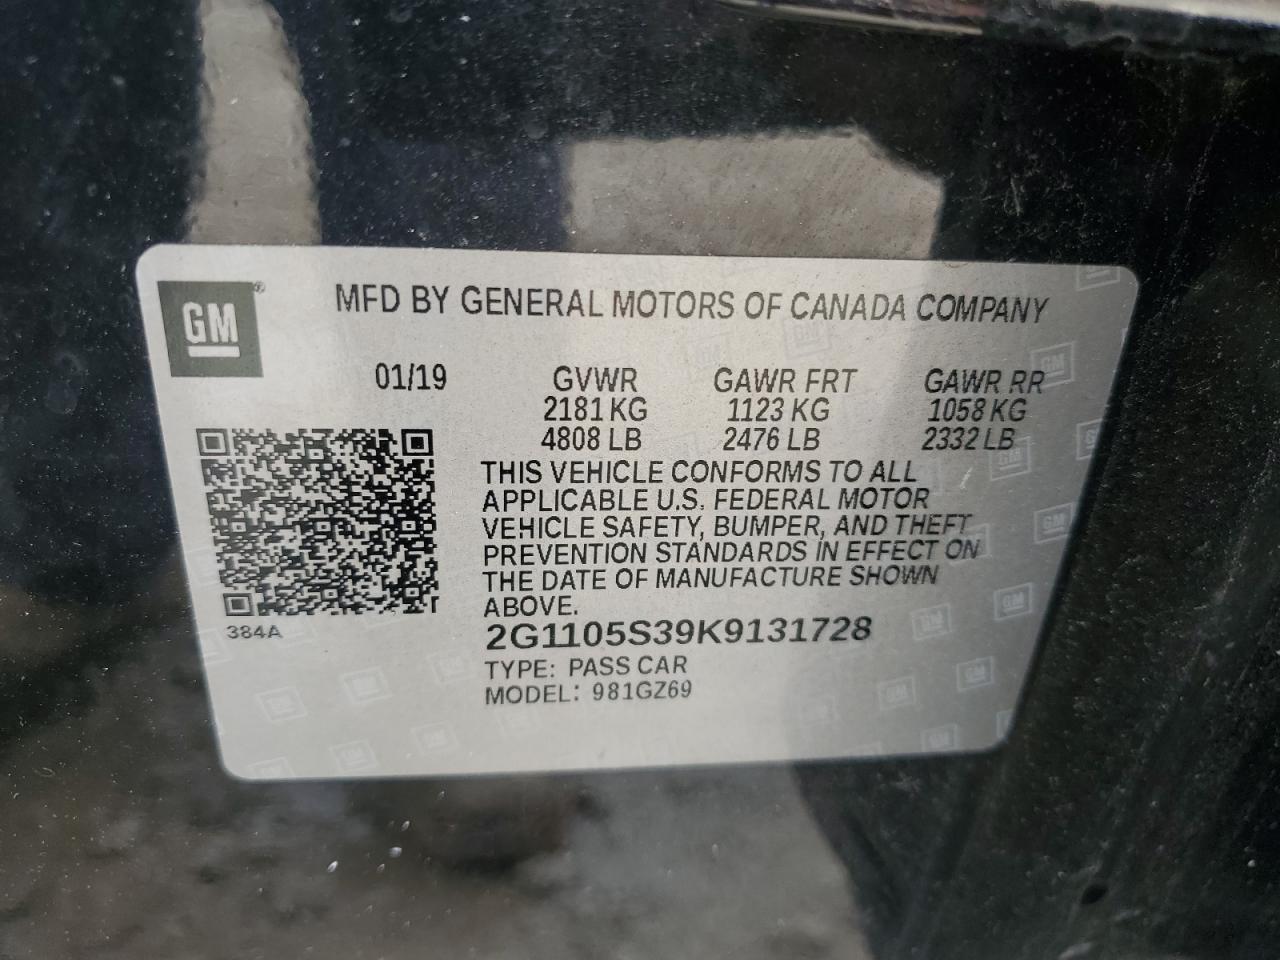 GM®
MFD BY GENERAL MOTORS OF CANADA COMPANY
01/19 GVWR GAWR FRT GAWR RR
2181 KG 1123 KG 1058 KG
4808 LB 2476 LB 2332 LB
THIS VEHICLE CONFORMS TO ALL
APPLICABLE U.S. FEDERAL MOTOR
VEHICLE SAFETY, BUMPER, AND THEFT
PREVENTION STANDARDS IN EFFECT ON
THE DATE OF MANUFACTURE SHOWN
ABOVE.
384A
2G1105S39K9131728
TYPE: PASS CAR
MODEL: 981GZ69